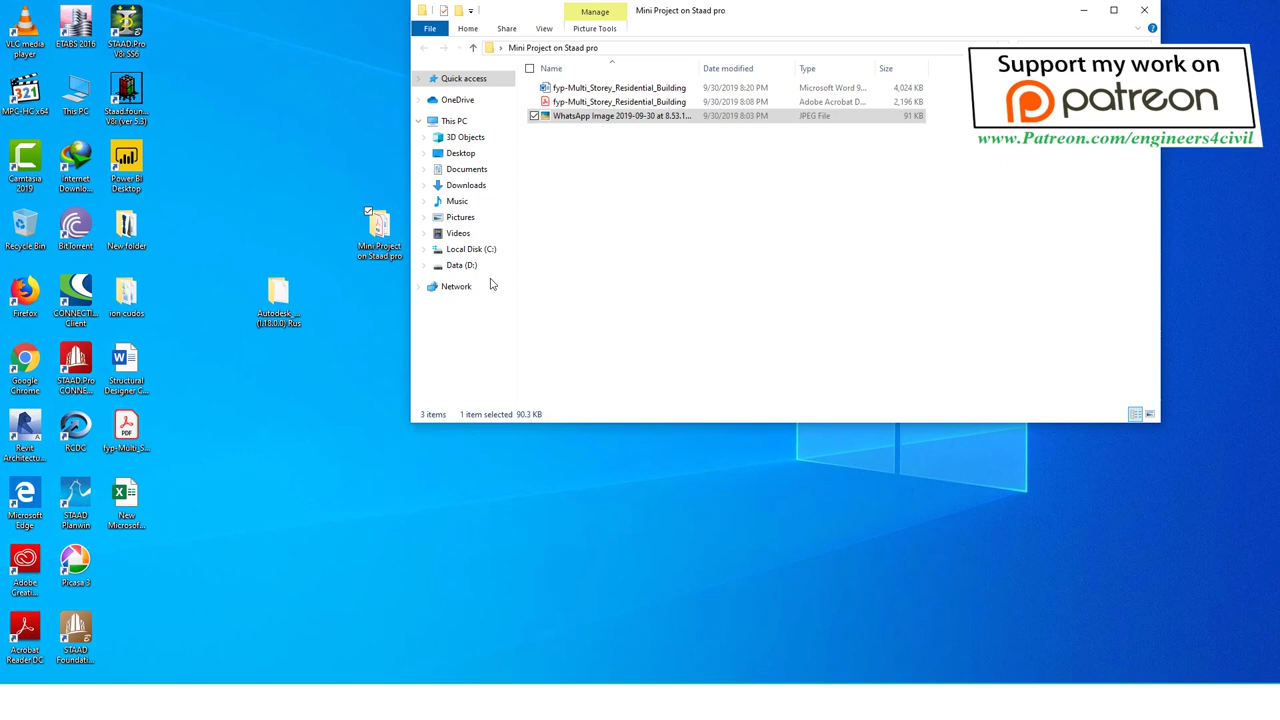 Manage
Mini Project on Staad pro
File
Home
Share
View
Picture Tools
Mini Project on Staad pro
Name
Date modified
Type
Size
fyp-Multi_Storey_Residential_Building
9/30/2019 8:20 PM
Microsoft Word 9...
4,024 KB
fyp-Multi_Storey_Residential_Building
9/30/2019 8:08 PM
Adobe Acrobat D...
2,196 KB
WhatsApp Image 2019-09-30 at 8.53.1...
9/30/2019 8:03 PM
JPEG File
91 KB
Quick access
OneDrive
This PC
3D Objects
Desktop
Documents
Downloads
Music
Pictures
Videos
Local Disk (C:)
Data (D:)
Network
3 items
1 item selected 90.3 KB
Support my work on
patreon
www.Patreon.com/engineers4civil
VLC media
player
ETABS 2016
STAAD.Pro
V8i SS6
321
MPC-HC x64
This PC
Staad.foun...
V8i (ver 5.3)
Camtasia
2019
Internet
Downlo...
Power BI
Desktop
Recycle Bin
BitTorrent
New folder
Mini Project
on Staad pro
Firefox
CONNECTI...
Client
ion cudos
Autodesk_...
(1.18.0.0) Rus
Google
Chrome
STAAD.Pro
CONNE...
Structural
Designer C...
Revit
Architectu...
RCDC
PDF
fyp-Multi_S...
Microsoft
Edge
STAAD
Planwin
New
Microsof...
Adobe
Creati...
Picasa 3
Acrobat
Reader DC
STAAD
Foundati...